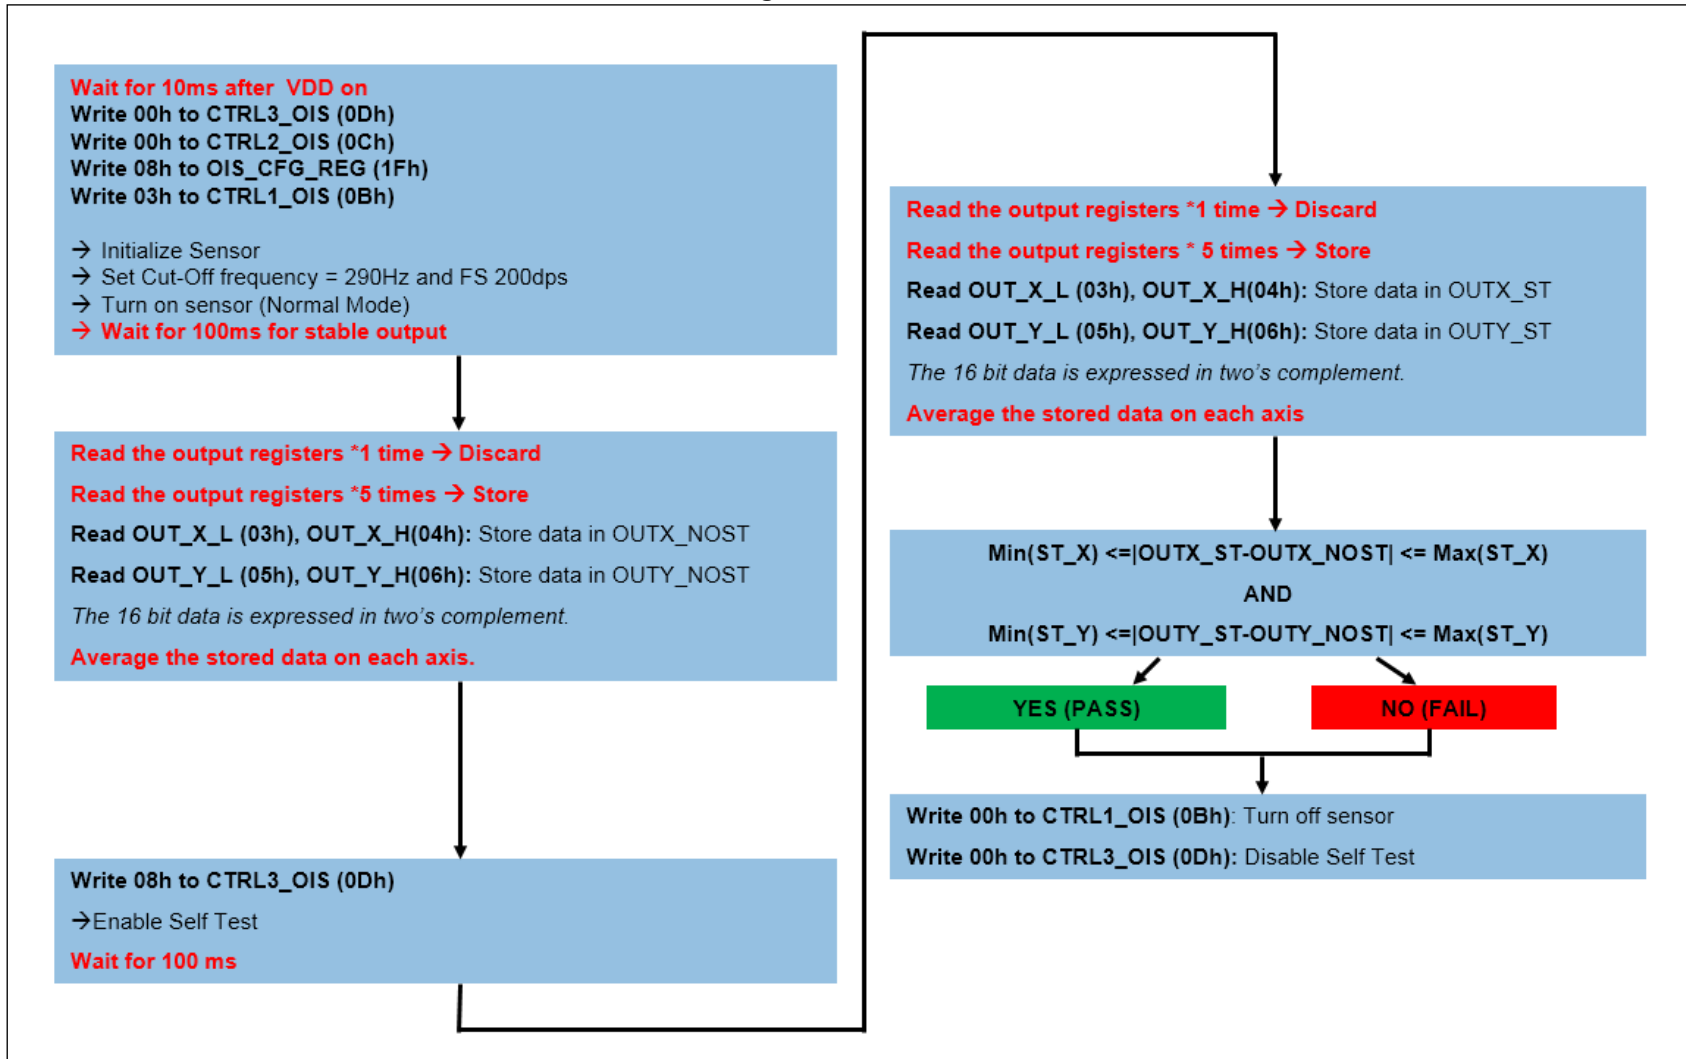 Wait for 10ms after VDD on
Write 00h to CTRL3_OIS (0Dh)
Write 00h to CTRL2_OIS (0Ch)
Write 08h to OIS_CFG_REG (1Fh)
Write 03h to CTRL1_OIS (0Bh)
→ Initialize Sensor
→ Set Cut-Off frequency = 290Hz and FS 200dps
→ Turn on sensor (Normal Mode)
→ Wait for 100ms for stable output
Read the output registers *1 time → Discard
Read the output registers *5 times → Store
Read OUT_X_L (03h), OUT_X_H(04h): Store data in OUTX_NOST
Read OUT_Y_L (05h), OUT_Y_H(06h): Store data in OUTY_NOST
The 16 bit data is expressed in two's complement.
Average the stored data on each axis.
Write 08h to CTRL3_OIS (0Dh)
→Enable Self Test
Wait for 100 ms
Read the output registers *1 time → Discard
Read the output registers * 5 times → Store
Read OUT_X_L (03h), OUT_X_H(04h): Store data in OUTX_ST
Read OUT_Y_L (05h), OUT_Y_H(06h): Store data in OUTY_ST
The 16 bit data is expressed in two's complement.
Average the stored data on each axis
Min(ST_X) <=|OUTX_ST-OUTX_NOST| <= Max(ST_X)
AND
Min(ST_Y) <=|OUTY_ST-OUTY_NOST| <= Max(ST_Y)
YES (PASS)
NO (FAIL)
Write 00h to CTRL1_OIS (0Bh): Turn off sensor
Write 00h to CTRL3_OIS (0Dh): Disable Self Test